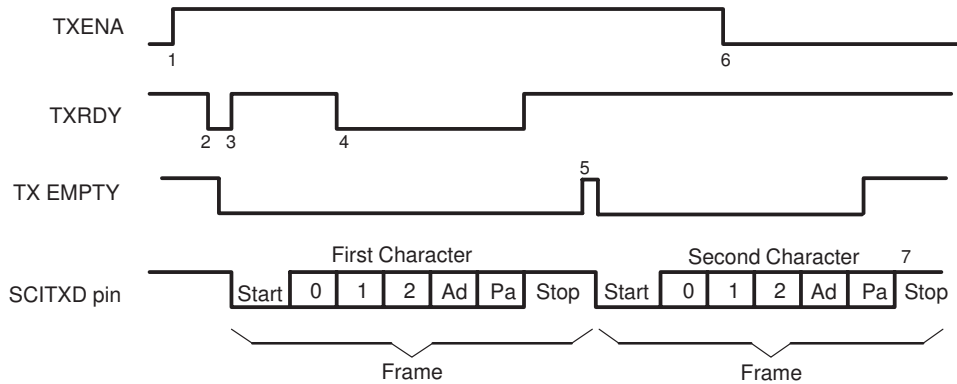 TXENA
1
6
TXRDY
2 3
4
TX EMPTY
5
First Character
Second Character 7
SCITXD pin
Start 0 1 2 Ad Pa Stop Start 0 1 2 Ad Pa Stop
Frame Frame